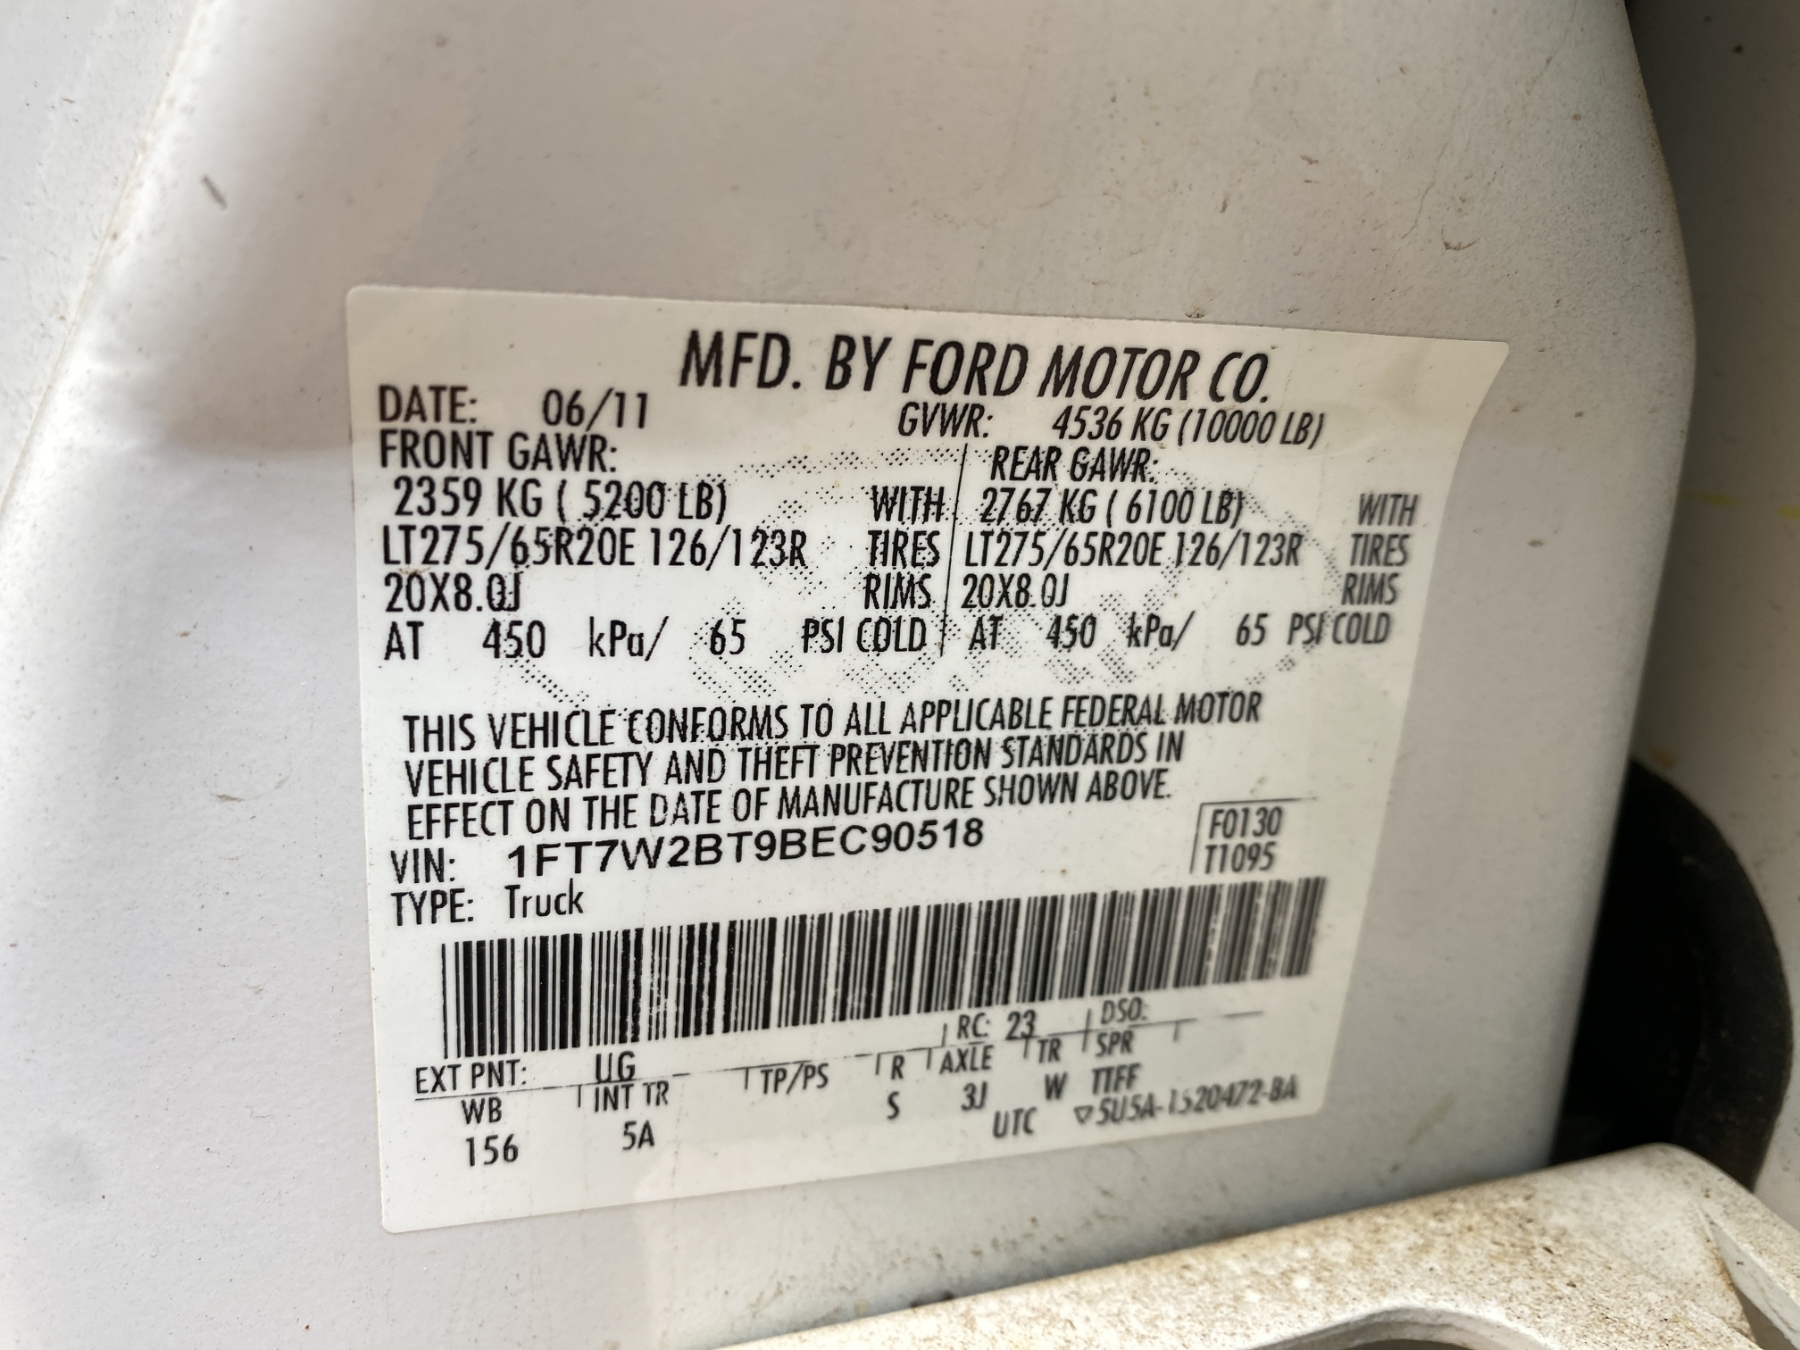 MFD. BY FORD MOTOR CO.
DATE: 06/11 GVWR: 4536 KG (10000 LB)
FRONT GAWR: REAR GAWR:
2359 KG ( 5200 LB) WITH 2767 KG ( 6100 LB) WITH
LT275/65R20E 126/123R TIRES LT275/65R20E 126/123R TIRES
20X8.0J RIMS 20X8.0J RIMS
AT 450 kPa/ 65 PSI COLD AT 450 kPa/ 65 PSI COLD
THIS VEHICLE CONFORMS TO ALL APPLICABLE FEDERAL MOTOR
VEHICLE SAFETY AND THEFT PREVENTION STANDARDS IN
EFFECT ON THE DATE OF MANUFACTURE SHOWN ABOVE.
VIN: 1FT7W2BT9BEC90518 F0130
TYPE: Truck T1095
EXT PNT: UG RC: 23 DSO:
WB INT TR TP/PS R AXLE TR SPR
156 5A S 3J W TTFF
UTC ▽5U5A-1520472-BA